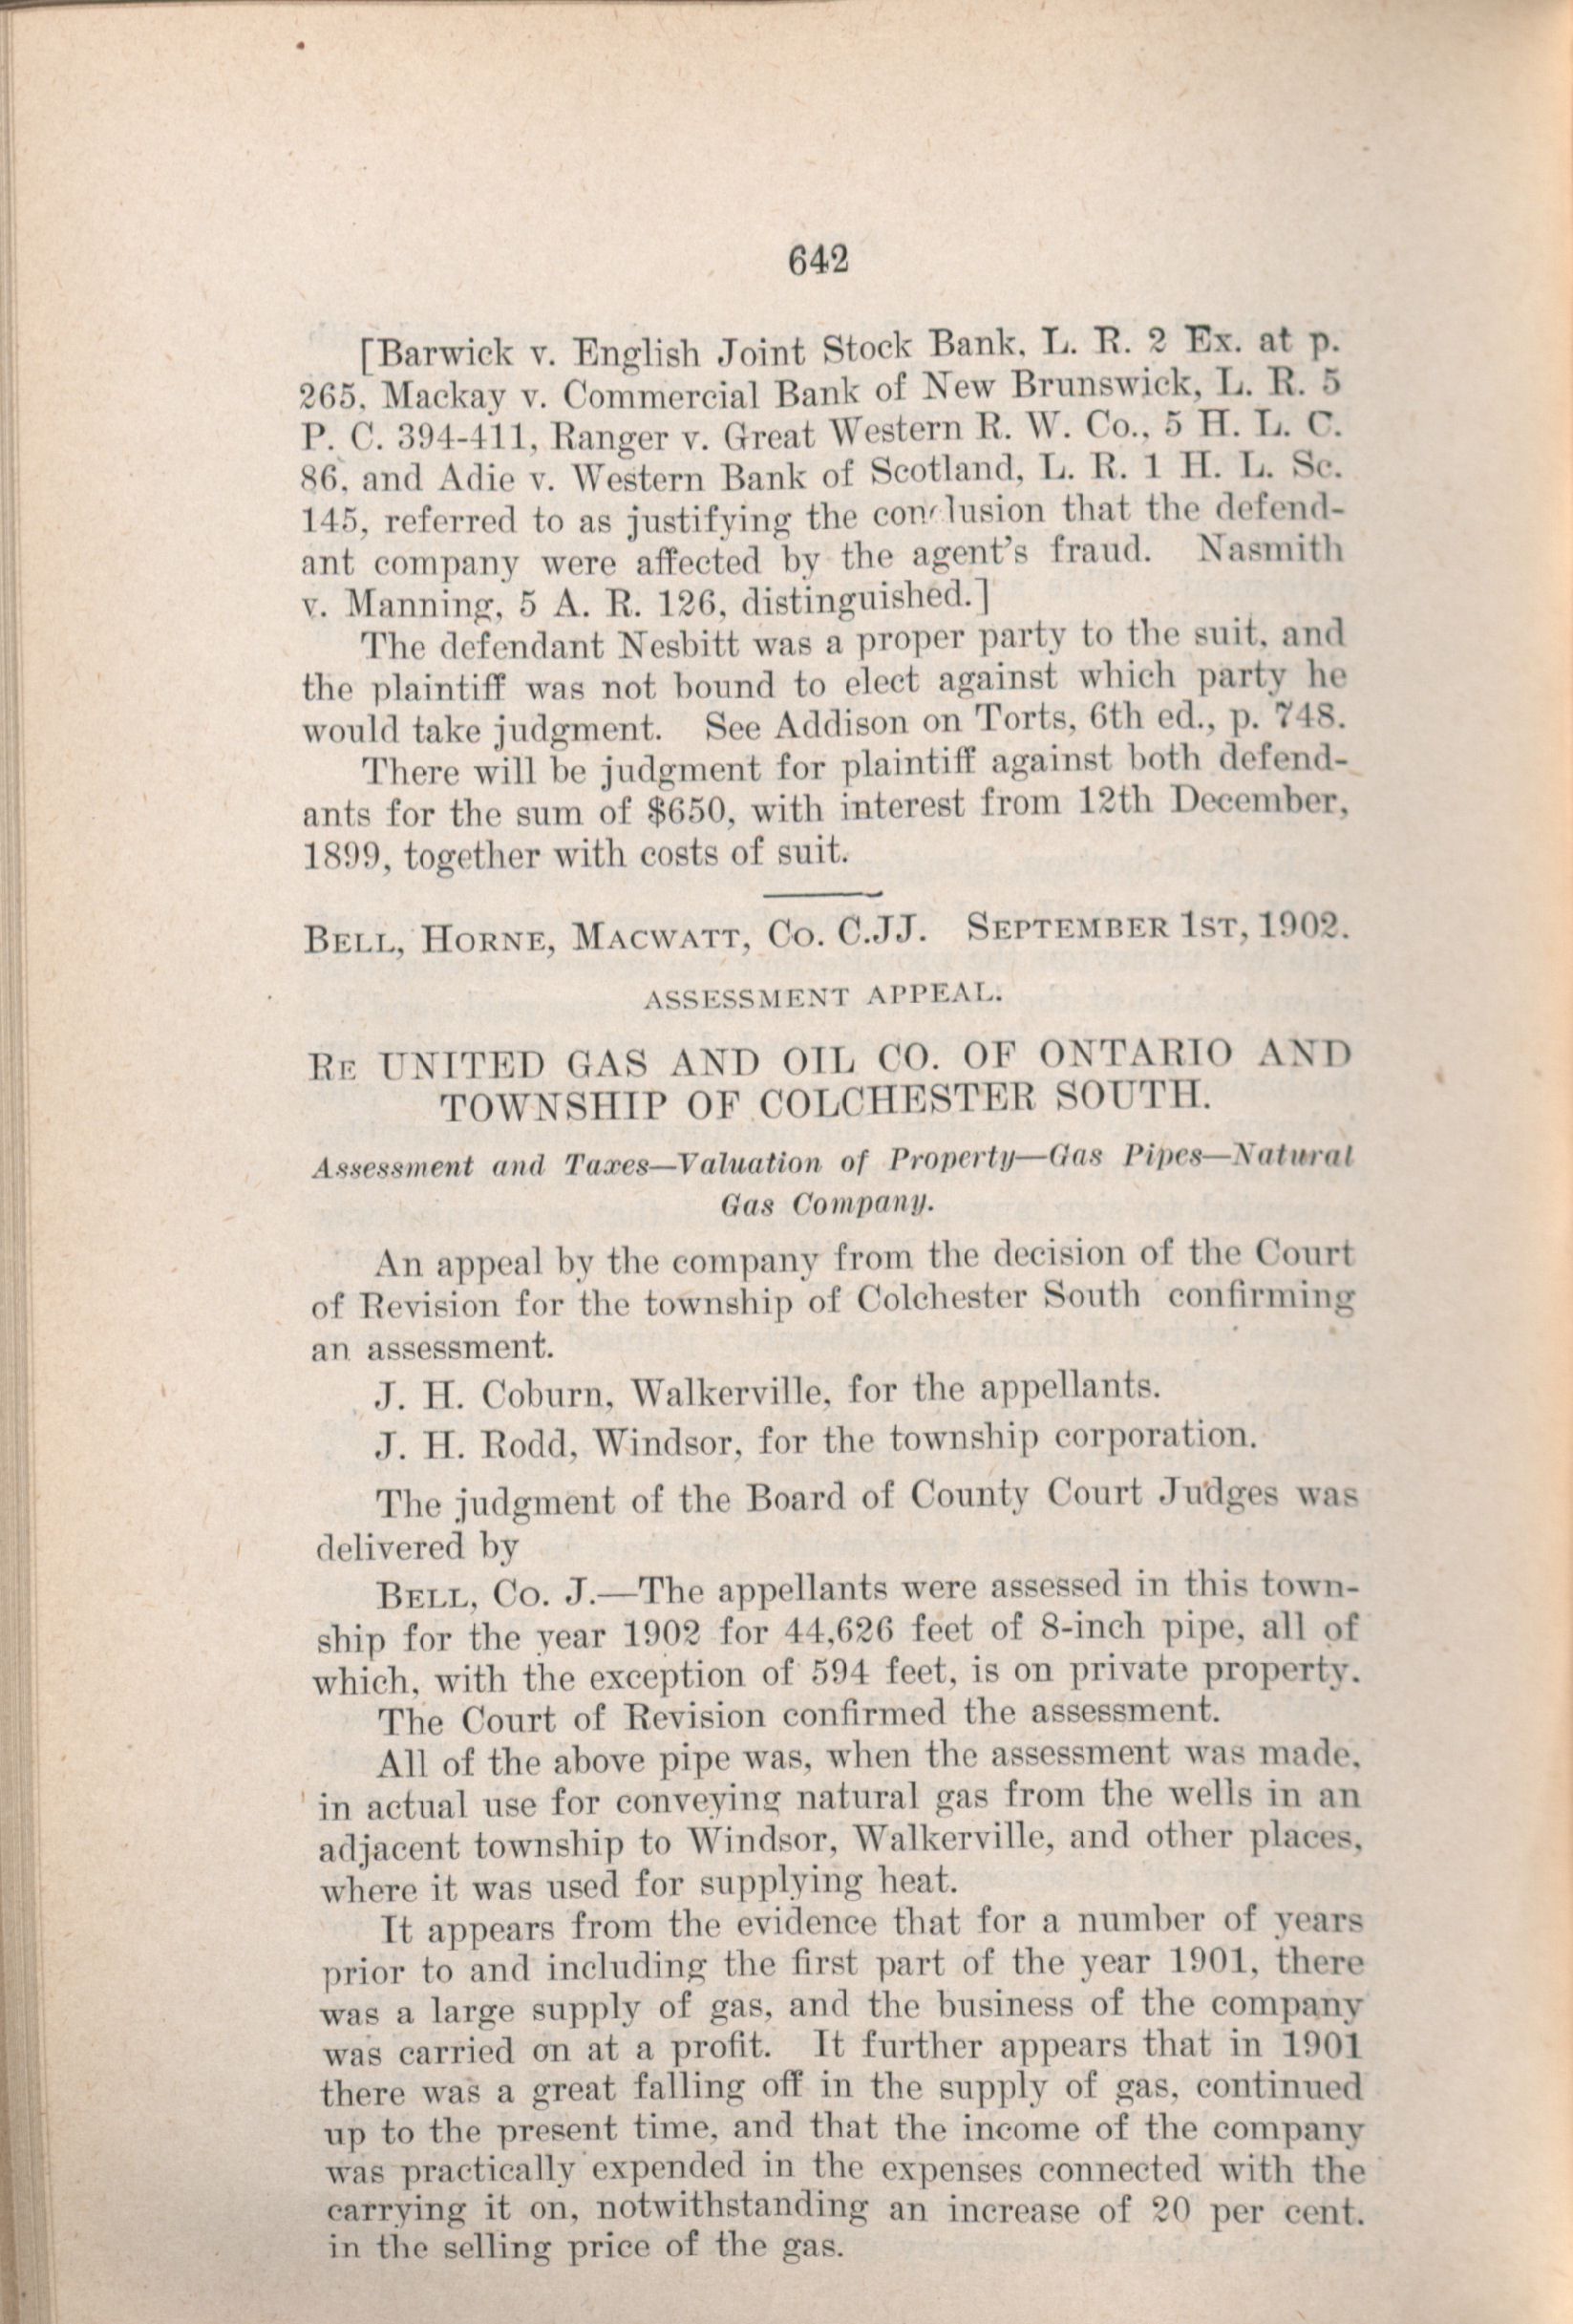 642
[Barwick v. English Joint Stock Bank, L. R. 2 Ex. at p.
265, Mackay v. Commercial Bank of New Brunswick, L. R. 5
P. C. 394-411, Ranger v. Great Western R. W. Co., 5 H. L. C.
86, and Adie v. Western Bank of Scotland, L. R. 1 H. L. Sc.
145, referred to as justifying the conclusion that the defend-
ant company were affected by the agent's fraud. Nasmith
v. Manning, 5 A. R. 126, distinguished.]
The defendant Nesbitt was a proper party to the suit, and
the plaintiff was not bound to elect against which party he
would take judgment. See Addison on Torts, 6th ed., p. 748.
There will be judgment for plaintiff against both defend-
ants for the sum of $650, with interest from 12th December,
1899, together with costs of suit.
BELL, HORNE, MACWATT, CO. C.JJ. SEPTEMBER 1ST, 1902.
ASSESSMENT APPEAL.
RE UNITED GAS AND OIL CO. OF ONTARIO AND
TOWNSHIP OF COLCHESTER SOUTH.
Assessment and Taxes—Valuation of Property—Gas Pipes—Natural
Gas Company.
An appeal by the company from the decision of the Court
of Revision for the township of Colchester South confirming
an assessment.
J. H. Coburn, Walkerville, for the appellants.
J. H. Rodd, Windsor, for the township corporation.
The judgment of the Board of County Court Judges was
delivered by
BELL, CO. J.—The appellants were assessed in this town-
ship for the year 1902 for 44,626 feet of 8-inch pipe, all of
which, with the exception of 594 feet, is on private property.
The Court of Revision confirmed the assessment.
All of the above pipe was, when the assessment was made,
in actual use for conveying natural gas from the wells in an
adjacent township to Windsor, Walkerville, and other places,
where it was used for supplying heat.
It appears from the evidence that for a number of years
prior to and including the first part of the year 1901, there
was a large supply of gas, and the business of the company
was carried on at a profit. It further appears that in 1901
there was a great falling off in the supply of gas, continued
up to the present time, and that the income of the company
was practically expended in the expenses connected with the
carrying it on, notwithstanding an increase of 20 per cent.
in the selling price of the gas.